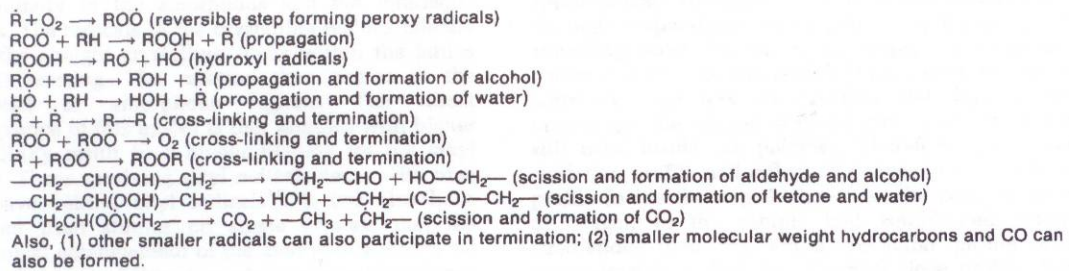 Ṙ + O₂ ⟶ ROȮ (reversible step forming peroxy radicals)
ROȮ + RH ⟶ ROOH + Ṙ (propagation)
ROOH ⟶ RȮ + HȮ (hydroxyl radicals)
RȮ + RH ⟶ ROH + Ṙ (propagation and formation of alcohol)
HȮ + RH ⟶ HOH + Ṙ (propagation and formation of water)
Ṙ + Ṙ ⟶ R—R (cross-linking and termination)
ROȮ + ROȮ ⟶ O₂ (cross-linking and termination)
Ṙ + ROȮ ⟶ ROOR (cross-linking and termination)
—CH₂—CH(OOH)—CH₂— ⟶ —CH₂—CHO + HO—CH₂— (scission and formation of aldehyde and alcohol)
—CH₂—CH(OOH)—CH₂— ⟶ HOH + —CH₂—(C=O)—CH₂— (scission and formation of ketone and water)
—CH₂CH(OȮ)CH₂— ⟶ CO₂ + —CH₃ + ĊH₂— (scission and formation of CO₂)
Also, (1) other smaller radicals can also participate in termination; (2) smaller molecular weight hydrocarbons and CO can
also be formed.